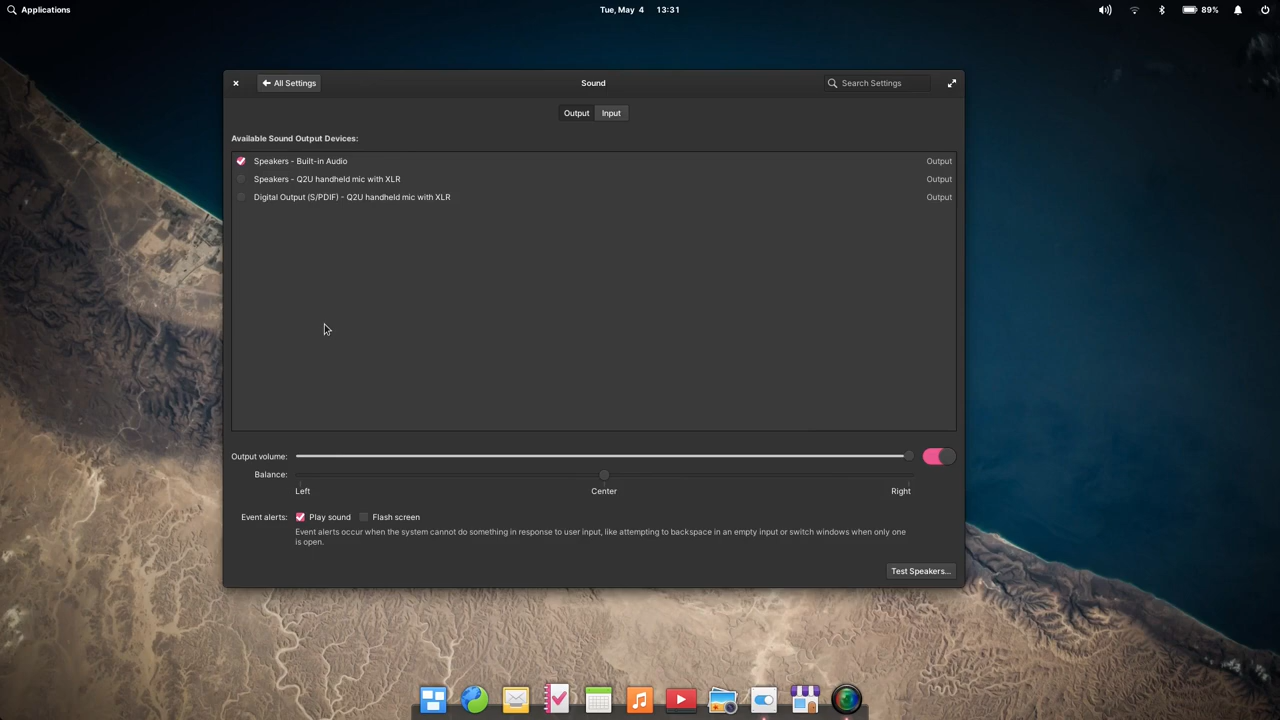 Applications
Tue, May 4 13:31
89%
All Settings
Sound
Search Settings
Output Input
Available Sound Output Devices:
Speakers - Built-in Audio Output
Speakers - Q2U handheld mic with XLR Output
Digital Output (S/PDIF) - Q2U handheld mic with XLR Output
Output volume:
Balance:
Left Center Right
Event alerts: Play sound Flash screen
Event alerts occur when the system cannot do something in response to user input, like attempting to backspace in an empty input or switch windows when only one
is open.
Test Speakers...